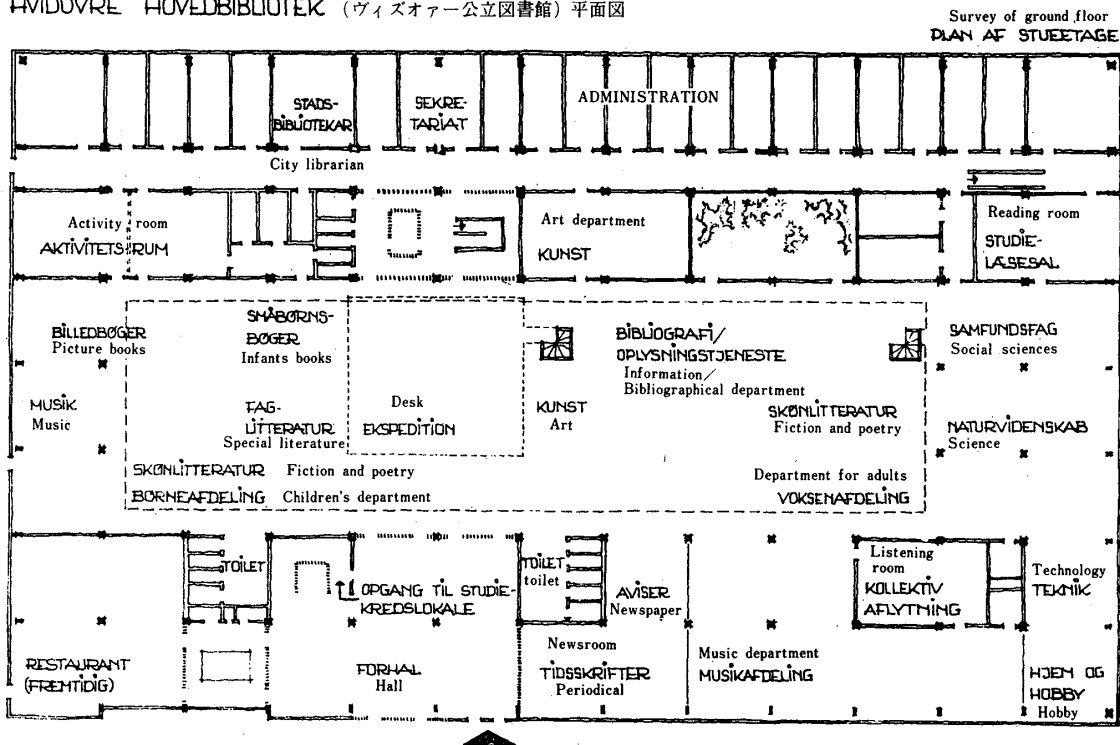 HVIDOVRE HOVEDBIBLIOTEK (ヴィズオァー公立図書館) 平面図
Survey of ground floor
PLAN AF STUEETAGE
STADS-
BIBLIOTEKAR
City librarian
SEKRE-
TARIAT
ADMINISTRATION
Activity room
AKTIVITETSRUM
Art department
KUNST
Reading room
STUDIE-
LÆSESAL
BILLEDBØGER
Picture books
SMÅBØRNS-
BØGER
Infants books
BIBLIOGRAFI/
OPLYSNINGSTJENESTE
Information/
Bibliographical department
SAMFUNDSFAG
Social sciences
MUSIK
Music
FAG-
LITTERATUR
Special literature
Desk
EKSPEDITION
KUNST
Art
SKØNLITTERATUR
Fiction and poetry
NATURVIDENSKAB
Science
SKØNLITTERATUR Fiction and poetry
BØRNEAFDELING Children's department
Department for adults
VOKSENAFDELING
TOILET
OPGANG TIL STUDIE-
KREDSLOKALE
TOILET
toilet
AVISER
Newspaper
Listening
room
KOLLEKTIV
AFLYTNING
Technology
TEKNIK
RESTAURANT
(FREMTIDIG)
FORHAL
Hall
Newsroom
TIDSSKRIFTER
Periodical
Music department
MUSIKAFDELING
HJEM OG
HOBBY
Hobby